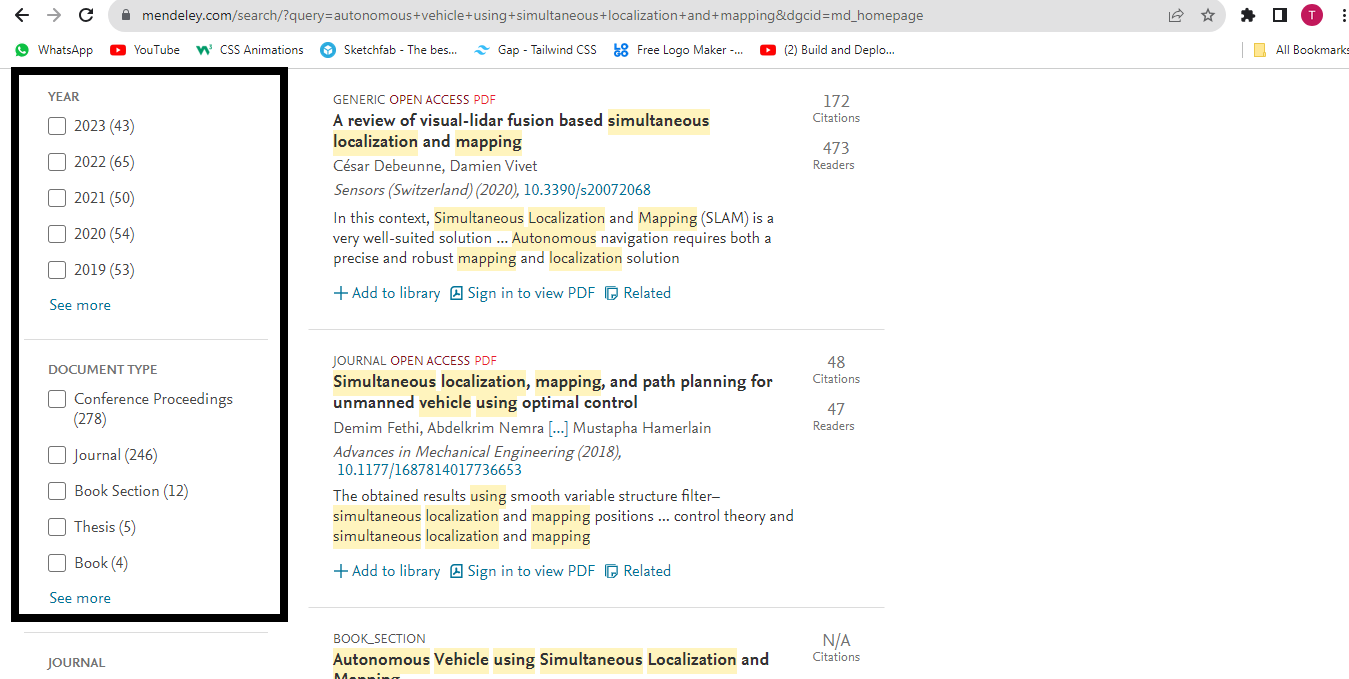 mendeley.com/search/?query=autonomous+vehicle+using+simultaneous+localization+and+mapping&dgcid=md_homepage
T
WhatsApp
YouTube
CSS Animations
Sketchfab - The bes...
Gap - Tailwind CSS
Free Logo Maker -...
(2) Build and Deplo...
All Bookmarks
YEAR
2023 (43)
2022 (65)
2021 (50)
2020 (54)
2019 (53)
See more
DOCUMENT TYPE
Conference Proceedings
(278)
Journal (246)
Book Section (12)
Thesis (5)
Book (4)
See more
JOURNAL
GENERIC OPEN ACCESS PDF
A review of visual-lidar fusion based simultaneous
localization and mapping
César Debeunne, Damien Vivet
Sensors (Switzerland) (2020), 10.3390/s20072068
In this context, Simultaneous Localization and Mapping (SLAM) is a
very well-suited solution ... Autonomous navigation requires both a
precise and robust mapping and localization solution
Add to library Sign in to view PDF Related
172
Citations
473
Readers
JOURNAL OPEN ACCESS PDF
Simultaneous localization, mapping, and path planning for
unmanned vehicle using optimal control
Demim Fethi, Abdelkrim Nemra [...] Mustapha Hamerlain
Advances in Mechanical Engineering (2018),
10.1177/1687814017736653
The obtained results using smooth variable structure filter–
simultaneous localization and mapping positions ... control theory and
simultaneous localization and mapping
Add to library Sign in to view PDF Related
48
Citations
47
Readers
BOOK_SECTION
Autonomous Vehicle using Simultaneous Localization and
Mapping
N/A
Citations